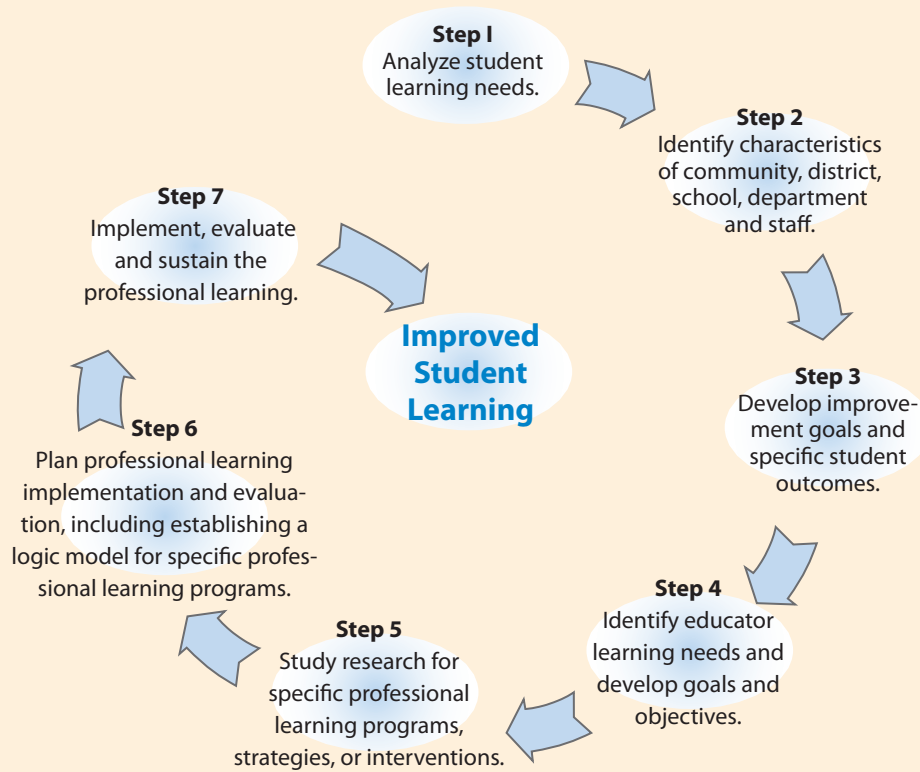 Step I
Analyze student
learning needs.
Step 2
Identify characteristics
of community, district,
school, department
and staff.
Step 3
Develop improve-
ment goals and
specific student
outcomes.
Step 4
Identify educator
learning needs and
develop goals and
objectives.
Step 5
Study research for
specific professional
learning programs,
strategies, or interventions.
Step 6
Plan professional learning
implementation and evalua-
tion, including establishing a
logic model for specific profes-
sional learning programs.
Step 7
Implement, evaluate
and sustain the
professional learning.
Improved
Student
Learning